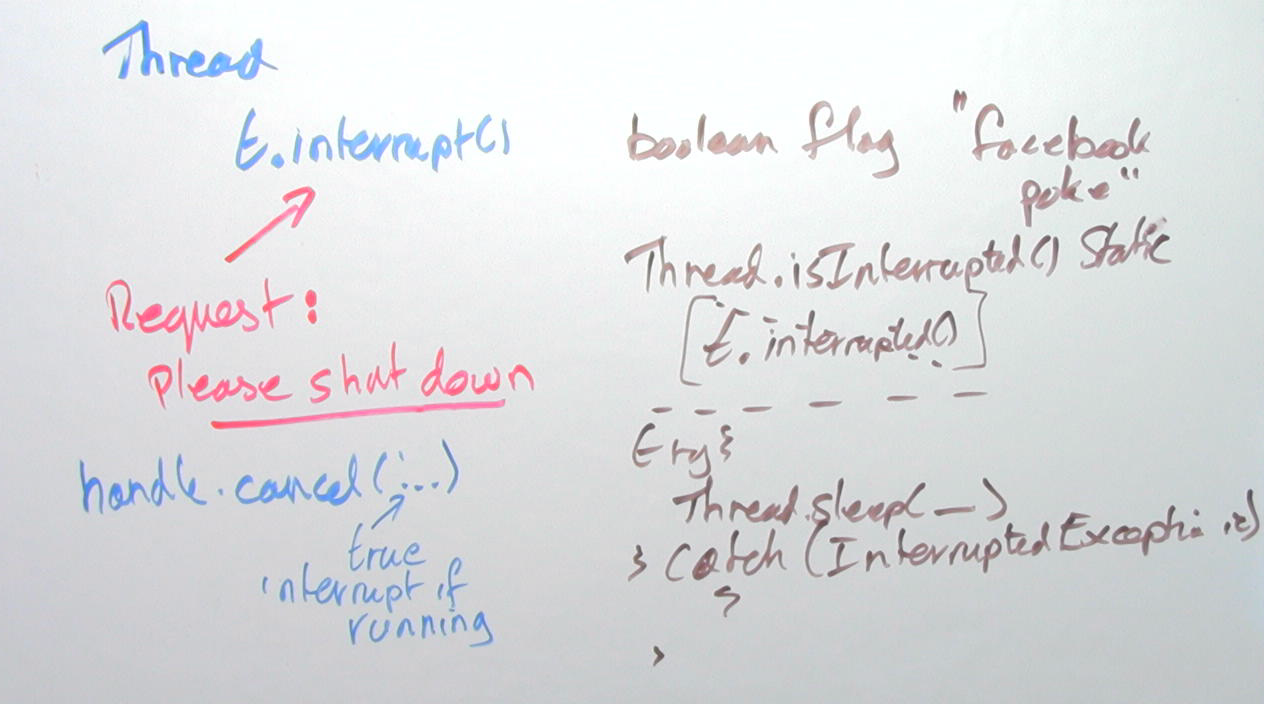 Thread
t.interrupt()
Request:
please shut down
handle.cancel(...)
true
interrupt if
running
boolean flag "facebook
poke"
Thread.isInterrupted() Static
[t.interrupted()]
try {
Thread.sleep( — )
} catch (InterruptedException ie)
}